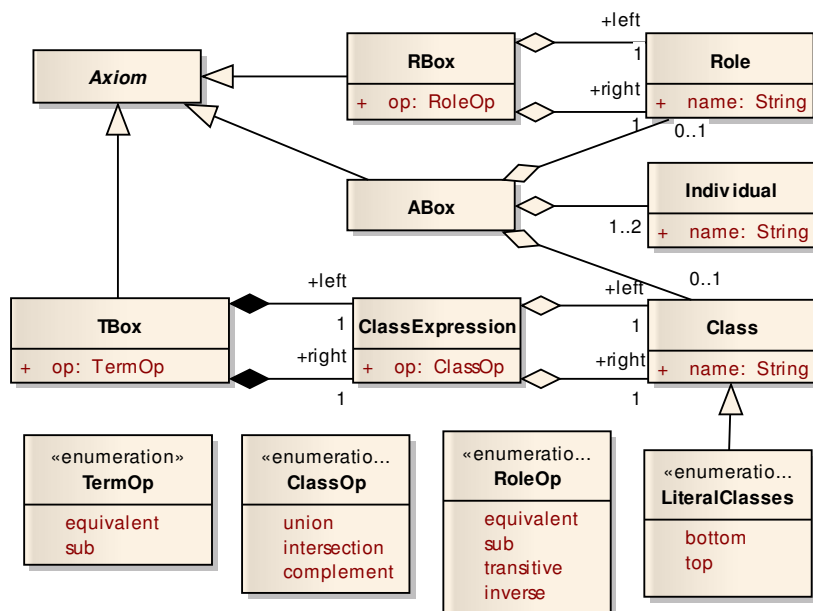 Axiom
RBox
+ op: RoleOp
+left
1
+right
1
Role
+ name: String
0..1
ABox
1..2
Individual
+ name: String
0..1
TBox
+ op: TermOp
+left
1
+right
1
ClassExpression
+ op: ClassOp
+left
1
+right
1
Class
+ name: String
«enumeration»
TermOp
equivalent
sub
«enumeratio...
ClassOp
union
intersection
complement
«enumeratio...
RoleOp
equivalent
sub
transitive
inverse
«enumeratio...
LiteralClasses
bottom
top